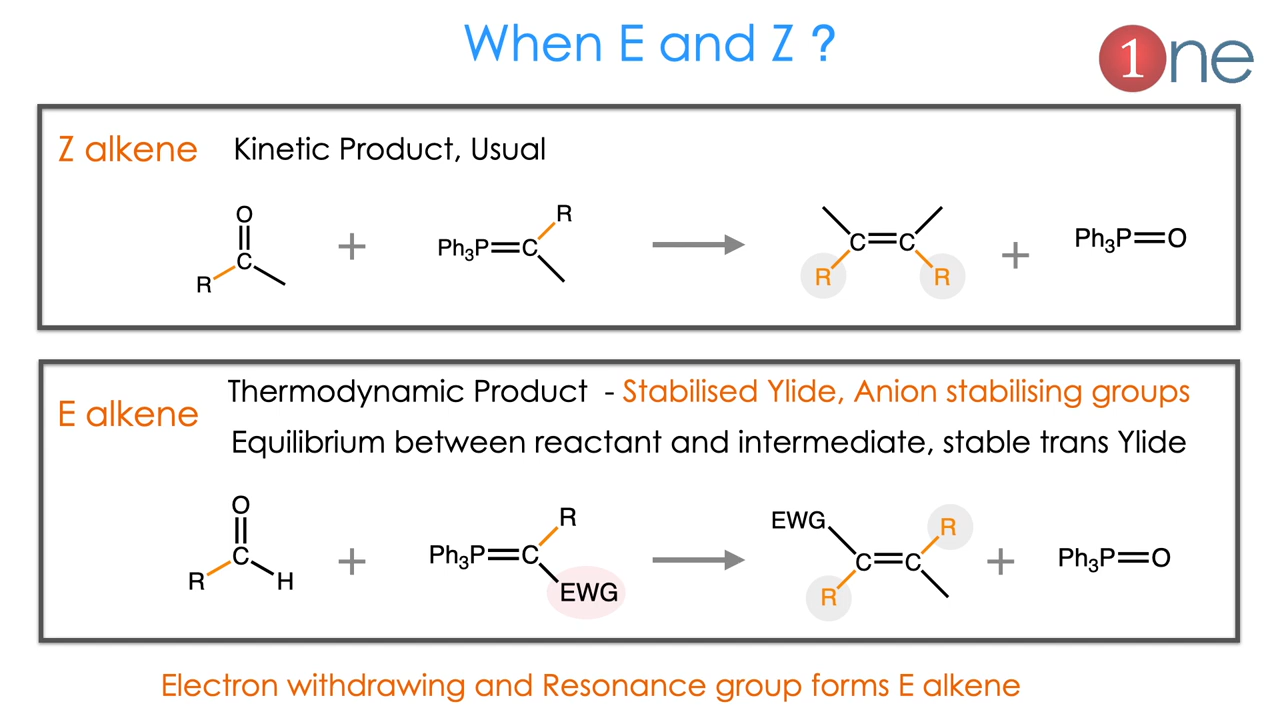 When E and Z ?
1ne
Z alkene Kinetic Product, Usual
O
C
R
+
Ph₃P=C
R
C=C
R R
+
Ph₃P=O
E alkene
Thermodynamic Product - Stabilised Ylide, Anion stabilising groups
Equilibrium between reactant and intermediate, stable trans Ylide
O
C
R H
+
Ph₃P=C
R
EWG
EWG
R
C=C
R
+
Ph₃P=O
Electron withdrawing and Resonance group forms E alkene